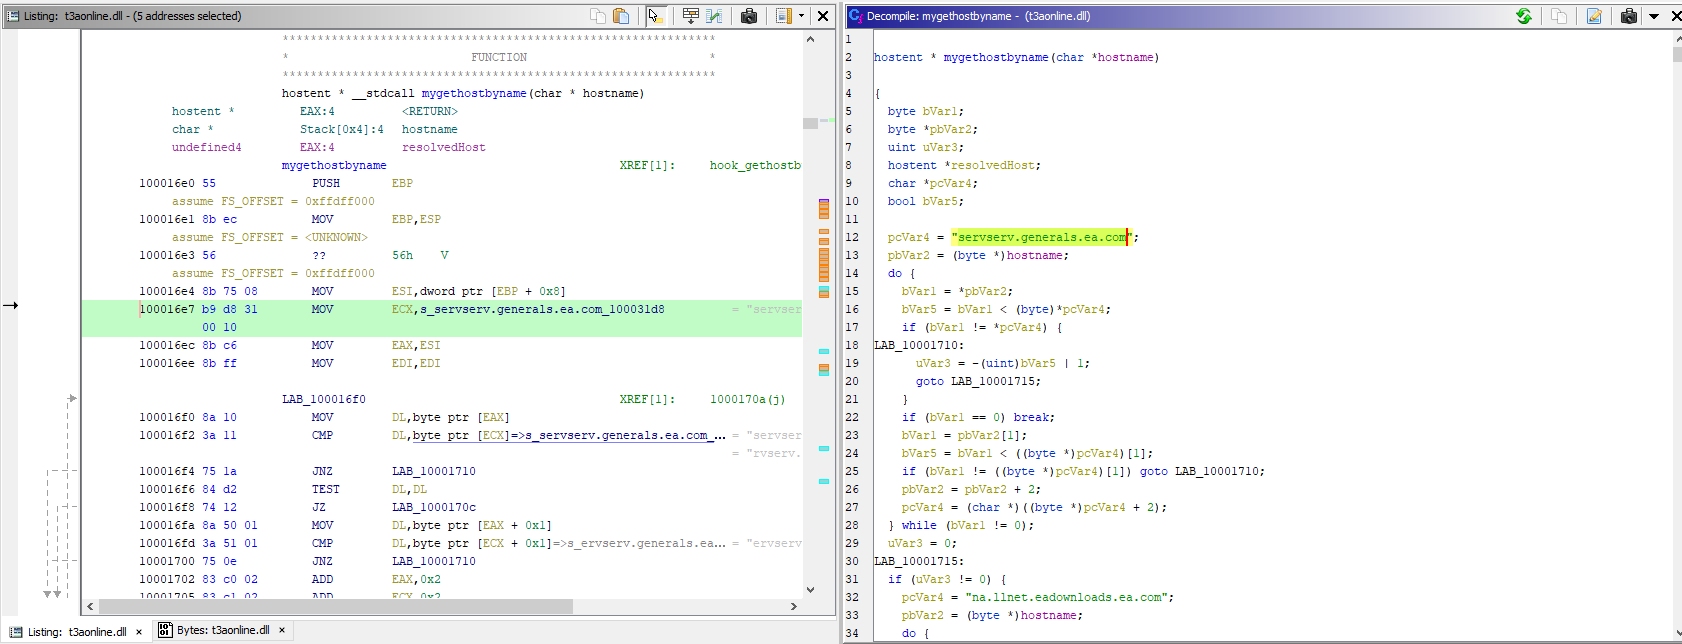 Listing: t3aonline.dll - (5 addresses selected)
**************************************************************
* FUNCTION *
**************************************************************
hostent * __stdcall mygethostbyname(char * hostname)
hostent * EAX:4 <RETURN>
char * Stack[0x4]:4 hostname
undefined4 EAX:4 resolvedHost
mygethostbyname XREF[1]: hook_gethostb
100016e0 55 PUSH EBP
assume FS_OFFSET = 0xffdff000
100016e1 8b ec MOV EBP,ESP
assume FS_OFFSET = <UNKNOWN>
100016e3 56 ?? 56h V
assume FS_OFFSET = 0xffdff000
100016e4 8b 75 08 MOV ESI,dword ptr [EBP + 0x8]
100016e7 b9 d8 31 MOV ECX,s_servserv.generals.ea.com_100031d8 = "servser
00 10
100016ec 8b c6 MOV EAX,ESI
100016ee 8b ff MOV EDI,EDI
LAB_100016f0 XREF[1]: 1000170a(j)
100016f0 8a 10 MOV DL,byte ptr [EAX]
100016f2 3a 11 CMP DL,byte ptr [ECX]=>s_servserv.generals.ea.com_... = "servser
= "rvserv.
100016f4 75 1a JNZ LAB_10001710
100016f6 84 d2 TEST DL,DL
100016f8 74 12 JZ LAB_1000170c
100016fa 8a 50 01 MOV DL,byte ptr [EAX + 0x1]
100016fd 3a 51 01 CMP DL,byte ptr [ECX + 0x1]=>s_ervserv.generals.ea... = "ervserv
10001700 75 0e JNZ LAB_10001710
10001702 83 c0 02 ADD EAX,0x2
10001705 83 c1 02 ADD ECX,0x2
Listing: t3aonline.dll ×
Bytes: t3aonline.dll ×
Decompile: mygethostbyname - (t3aonline.dll)
1
2 hostent * mygethostbyname(char *hostname)
3
4 {
5 byte bVar1;
6 byte *pbVar2;
7 uint uVar3;
8 hostent *resolvedHost;
9 char *pcVar4;
10 bool bVar5;
11
12 pcVar4 = "servserv.generals.ea.com";
13 pbVar2 = (byte *)hostname;
14 do {
15 bVar1 = *pbVar2;
16 bVar5 = bVar1 < (byte)*pcVar4;
17 if (bVar1 != *pcVar4) {
18 LAB_10001710:
19 uVar3 = -(uint)bVar5 | 1;
20 goto LAB_10001715;
21 }
22 if (bVar1 == 0) break;
23 bVar1 = pbVar2[1];
24 bVar5 = bVar1 < ((byte *)pcVar4)[1];
25 if (bVar1 != ((byte *)pcVar4)[1]) goto LAB_10001710;
26 pbVar2 = pbVar2 + 2;
27 pcVar4 = (char *)((byte *)pcVar4 + 2);
28 } while (bVar1 != 0);
29 uVar3 = 0;
30 LAB_10001715:
31 if (uVar3 != 0) {
32 pcVar4 = "na.llnet.eadownloads.ea.com";
33 pbVar2 = (byte *)hostname;
34 do {